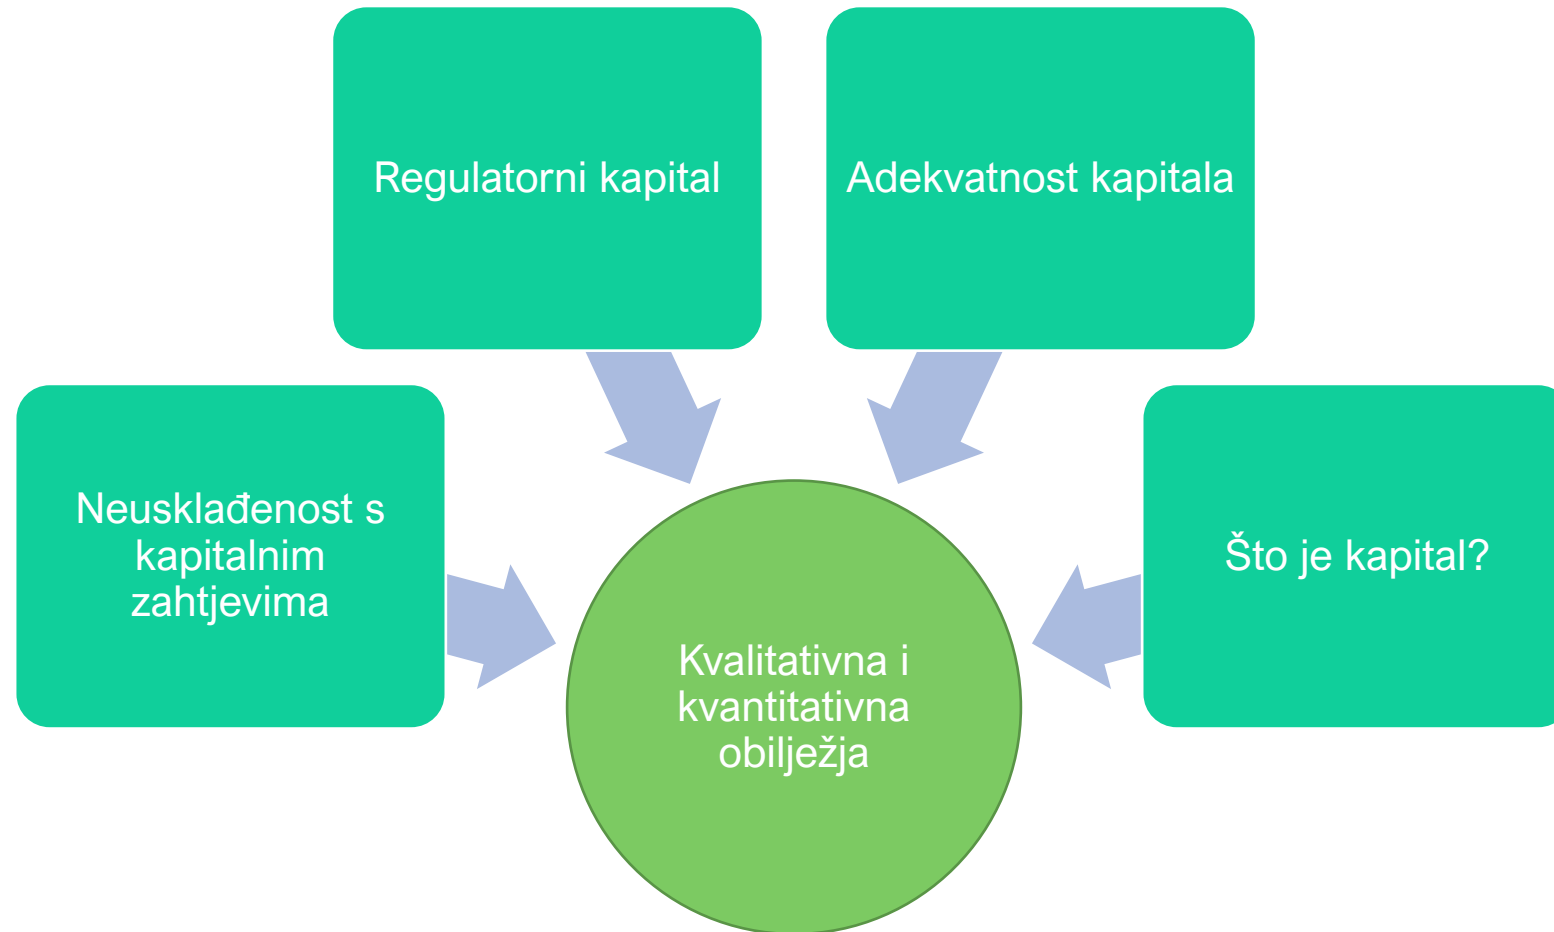 Regulatorni kapital
Adekvatnost kapitala
Neusklađenost s
kapitalnim
zahtjevima
Što je kapital?
Kvalitativna i
kvantitativna
obilježja